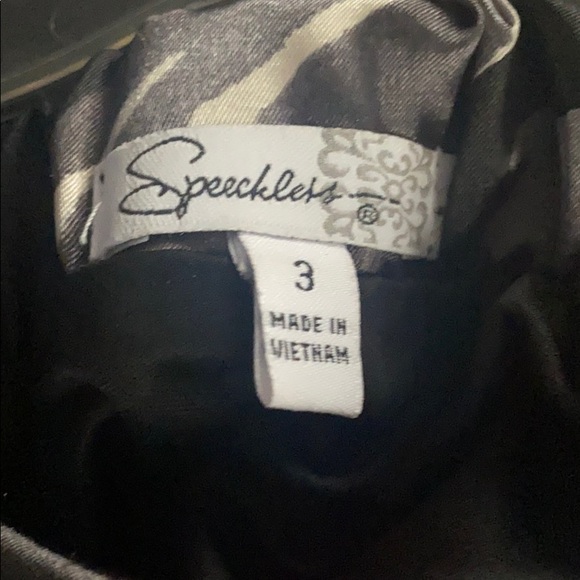 Speechless ®
3
MADE IN
VIETNAM